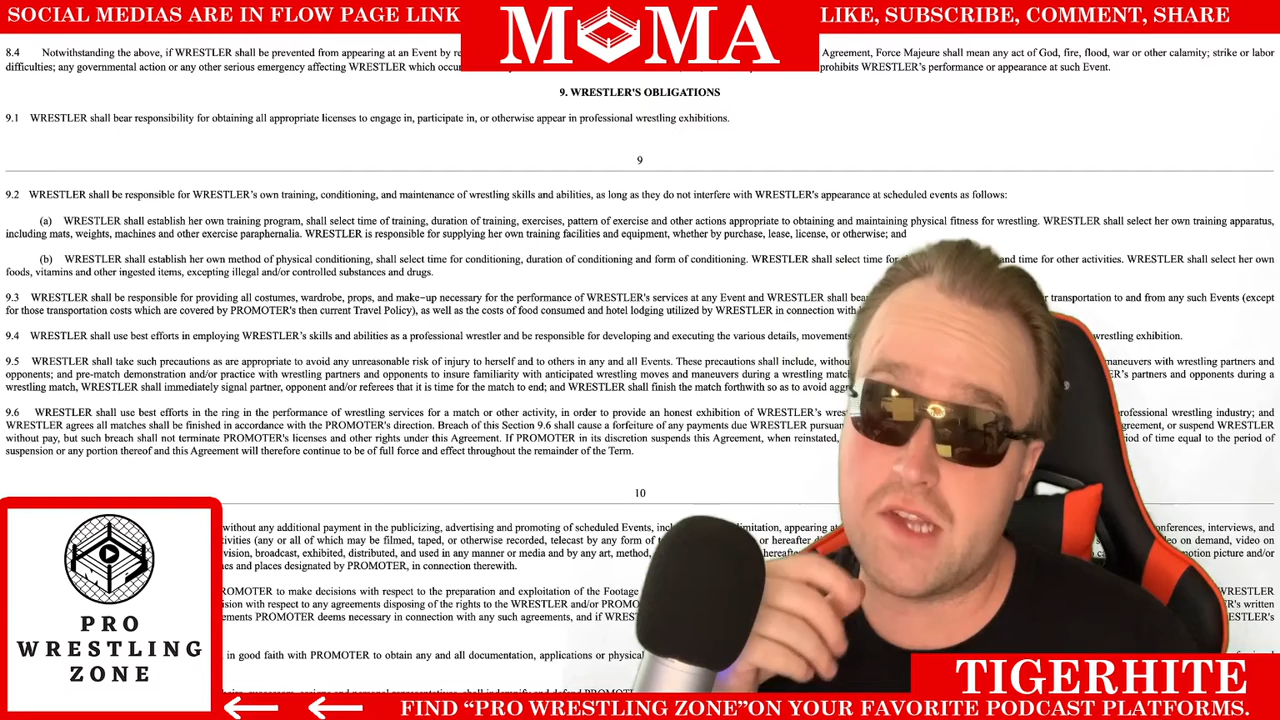 SOCIAL MEDIAS ARE IN FLOW PAGE LINK
MOMA
LIKE, SUBSCRIBE, COMMENT, SHARE
8.4 Notwithstanding the above, if WRESTLER shall be prevented from appearing at an Event by Agreement, Force Majeure shall mean any act of God, fire, flood, war or other calamity; strike or labor
difficulties; any governmental action or any other serious emergency affecting WRESTLER which prohibits WRESTLER's performance or appearance at such Event.
9. WRESTLER'S OBLIGATIONS
9.1 WRESTLER shall bear responsibility for obtaining all appropriate licenses to engage in, participate in, or otherwise appear in professional wrestling exhibitions.
9
9.2 WRESTLER shall be responsible for WRESTLER's own training, conditioning, and maintenance of wrestling skills and abilities, as long as they do not interfere with WRESTLER's appearance at scheduled events as follows:
(a) WRESTLER shall establish her own training program, shall select time of training, duration of training, exercises, pattern of exercise and other actions appropriate to obtaining and maintaining physical fitness for wrestling. WRESTLER shall select her own training apparatus,
including mats, weights, machines and other exercise paraphernalia. WRESTLER is responsible for supplying her own training facilities and equipment, whether by purchase, lease, license, or otherwise; and
(b) WRESTLER shall establish her own method of physical conditioning, shall select time for conditioning, duration of conditioning and form of conditioning. WRESTLER shall select time for and time for other activities. WRESTLER shall select her own
foods, vitamins and other ingested items, excepting illegal and/or controlled substances and drugs.
9.3 WRESTLER shall be responsible for providing all costumes, wardrobe, props, and make-up necessary for the performance of WRESTLER's services at any Event and WRESTLER shall transportation to and from any such Events (except
for those transportation costs which are covered by PROMOTER's then current Travel Policy), as well as the costs of food consumed and hotel lodging utilized by WRESTLER in connection with
9.4 WRESTLER shall use best efforts in employing WRESTLER's skills and abilities as a professional wrestler and be responsible for developing and executing the various details, movements wrestling exhibition.
9.5 WRESTLER shall take such precautions as are appropriate to avoid any unreasonable risk of injury to herself and to others in any and all Events. These precautions shall include, maneuvers with wrestling partners and
opponents; and pre-match demonstration and/or practice with wrestling partners and opponents to insure familiarity with anticipated wrestling moves and maneuvers during a wrestling partners and opponents during a
wrestling match, WRESTLER shall immediately signal partner, opponent and/or referees that it is time for the match to end; and WRESTLER shall finish the match forthwith so as to avoid
9.6 WRESTLER shall use best efforts in the ring in the performance of wrestling services for a match or other activity, in order to provide an honest exhibition of WRESTLER's professional wrestling industry; and
WRESTLER agrees all matches shall be finished in accordance with the PROMOTER's direction. Breach of this Section 9.6 shall cause a forfeiture of any payments due WRESTLER or suspend WRESTLER
without pay, but such breach shall not terminate PROMOTER's licenses and other rights under this Agreement. If PROMOTER in its discretion suspends this Agreement, when reinstated, of time equal to the period of
suspension or any portion thereof and this Agreement will therefore continue to be of full force and effect throughout the remainder of the Term.
10
without any additional payment in the publicizing, advertising and promoting of scheduled Events, limitation, appearing interviews, and
(any or all of which may be filmed, taped, or otherwise recorded, telecast by any form of or hereafter on demand, video on
broadcast, exhibited, distributed, and used in any manner or media and by any art, method, picture and/or
and places designated by PROMOTER, in connection therewith.
to make decisions with respect to the preparation and exploitation of the Footage WRESTLER
with respect to any agreements disposing of the rights to the WRESTLER and/or written
PROMOTER deems necessary in connection with any such agreements, and if
in good faith with PROMOTER to obtain any and all documentation, applications or physical
PRO
WRESTLING
ZONE
TIGERHITE
FIND “PRO WRESTLING ZONE”ON YOUR FAVORITE PODCAST PLATFORMS.